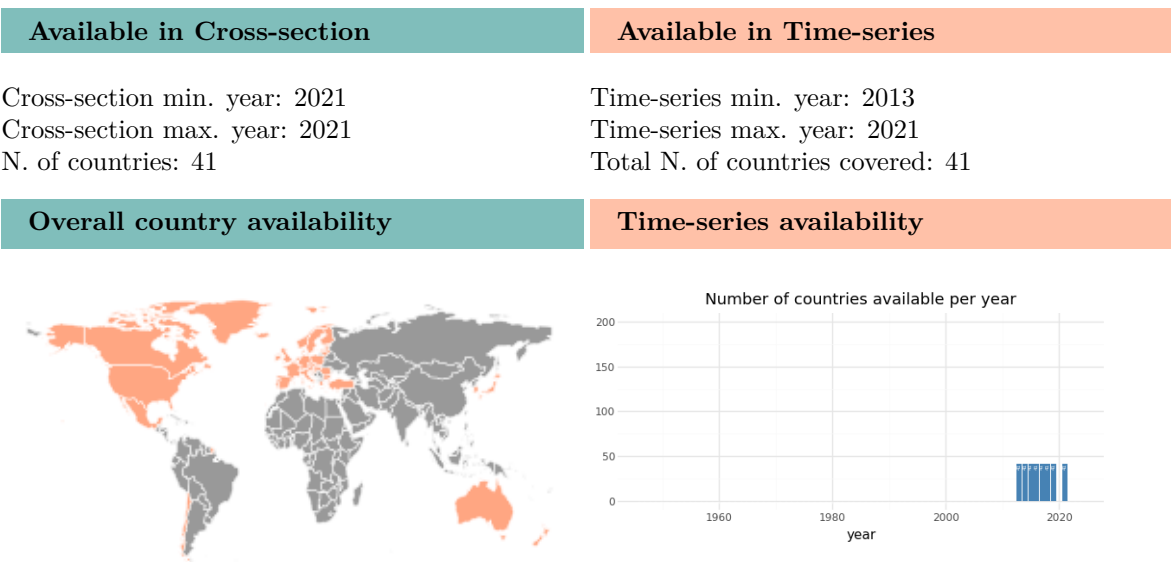 Available in Cross-section
Available in Time-series
Cross-section min. year: 2021
Cross-section max. year: 2021
N. of countries: 41
Time-series min. year: 2013
Time-series max. year: 2021
Total N. of countries covered: 41
Overall country availability
Time-series availability
Number of countries available per year
200
150
100
50
0
1960
1980
2000
2020
year